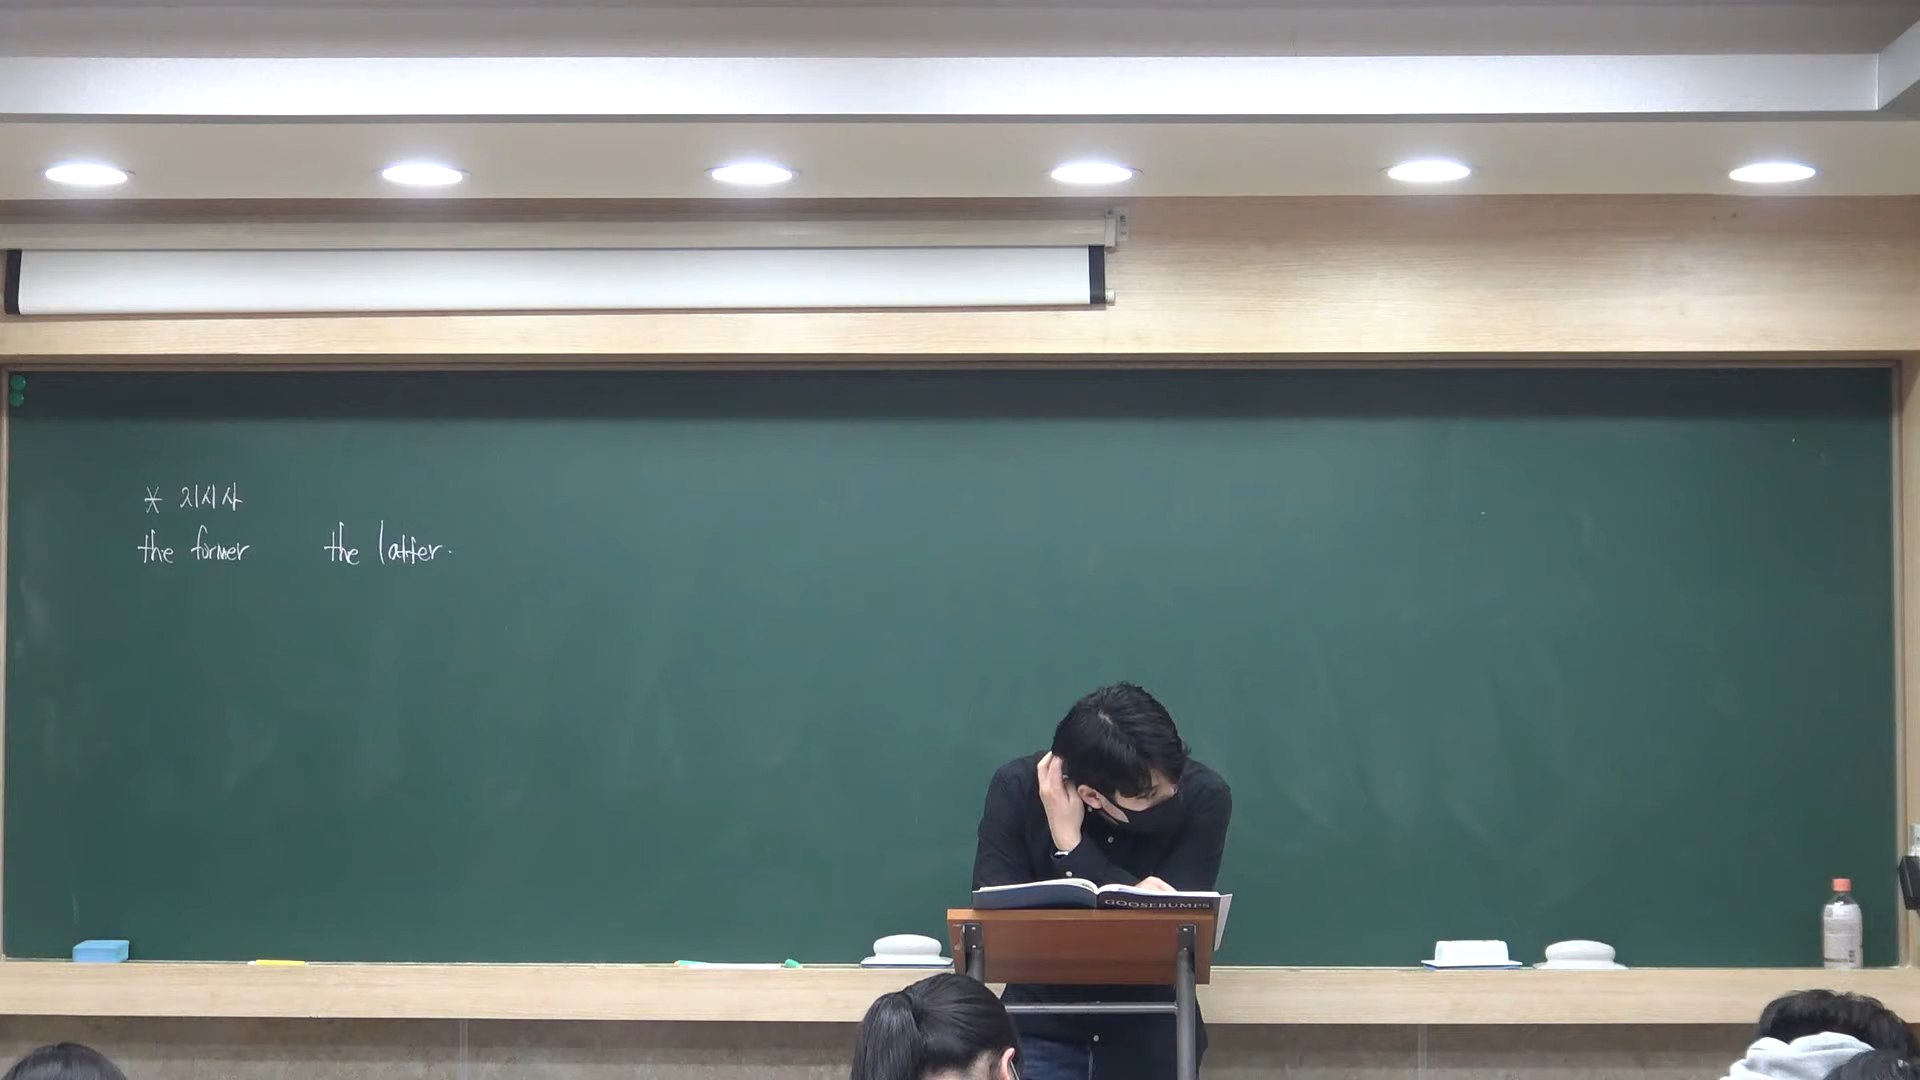 * 지시사
the former the latter.
GOOSEBUMPS